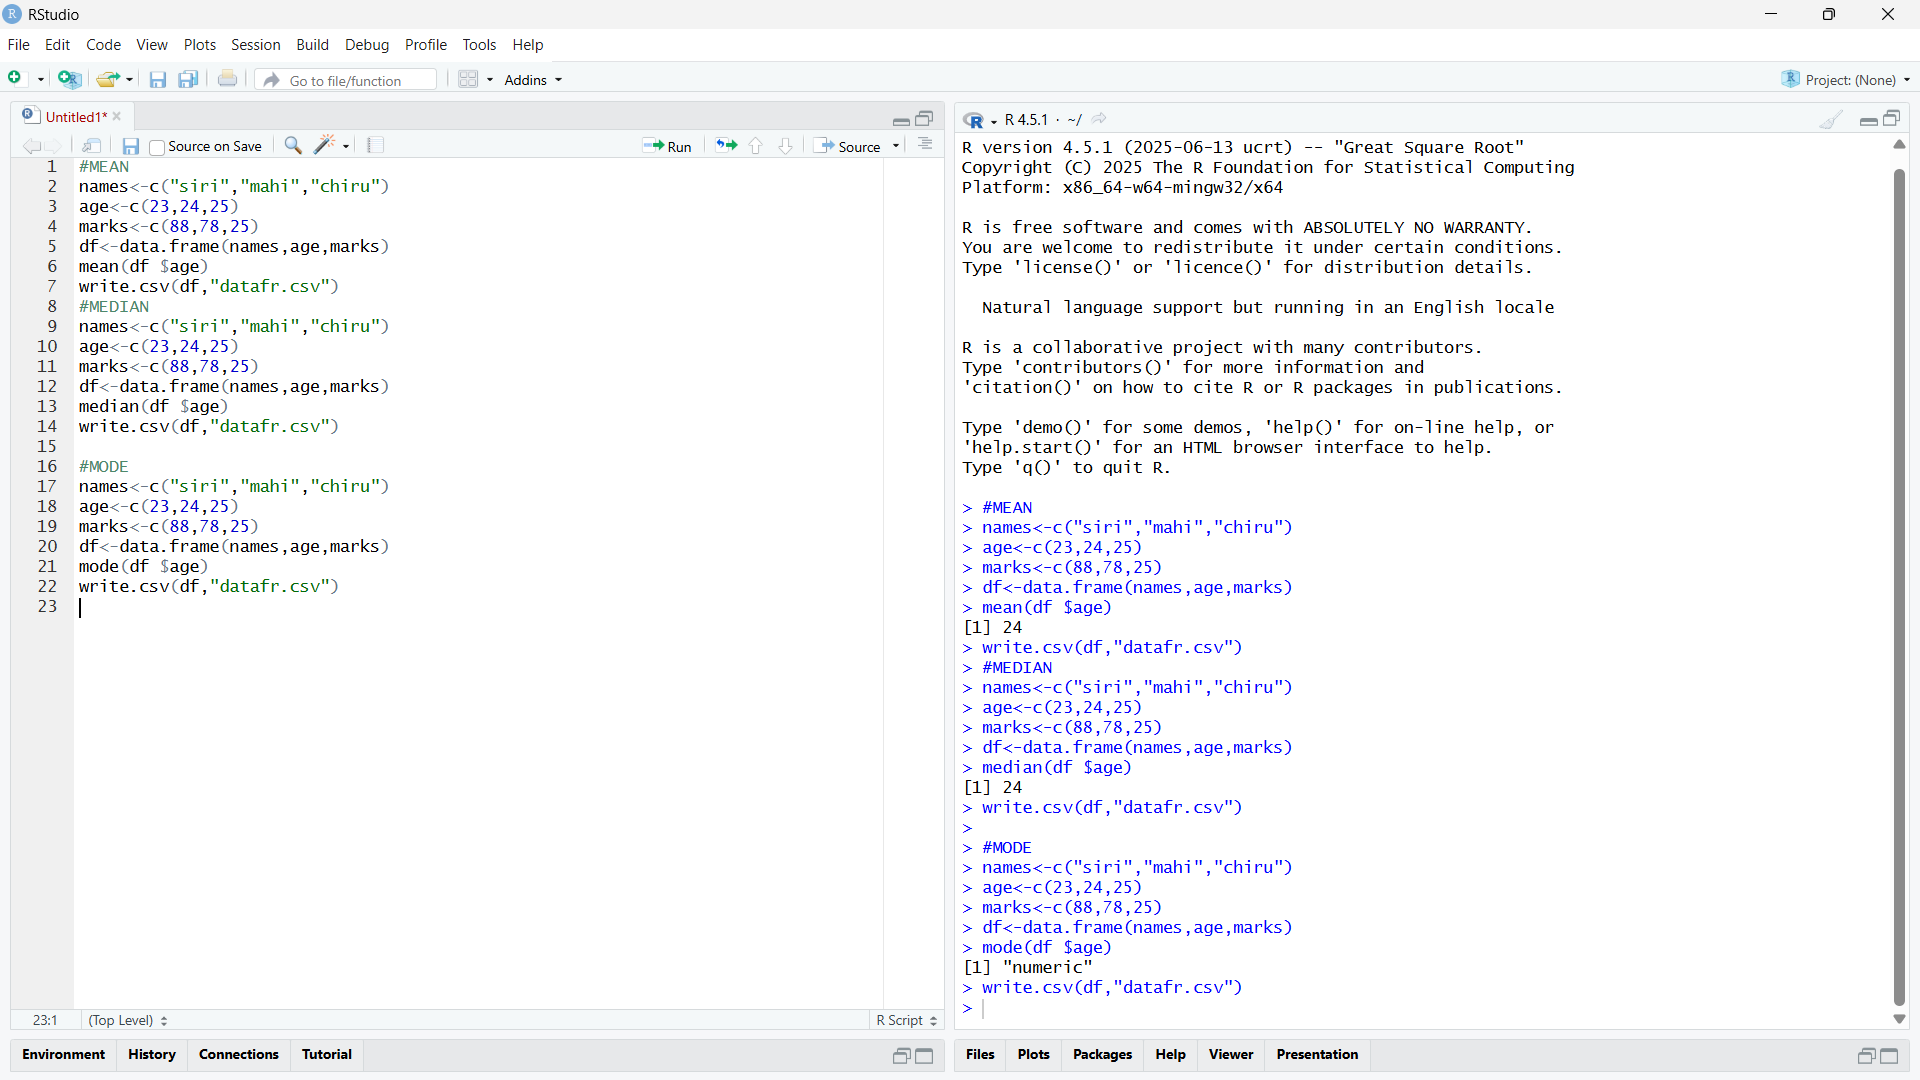 RStudio
File Edit Code View Plots Session Build Debug Profile Tools Help
Go to file/function Addins Project: (None)
Untitled1*
Source on Save Run Source
1 #MEAN
2 names<-c("siri","mahi","chiru")
3 age<-c(23,24,25)
4 marks<-c(88,78,25)
5 df<-data.frame(names,age,marks)
6 mean(df $age)
7 write.csv(df,"datafr.csv")
8 #MEDIAN
9 names<-c("siri","mahi","chiru")
10 age<-c(23,24,25)
11 marks<-c(88,78,25)
12 df<-data.frame(names,age,marks)
13 median(df $age)
14 write.csv(df,"datafr.csv")
15
16 #MODE
17 names<-c("siri","mahi","chiru")
18 age<-c(23,24,25)
19 marks<-c(88,78,25)
20 df<-data.frame(names,age,marks)
21 mode(df $age)
22 write.csv(df,"datafr.csv")
23
23:1 (Top Level) R Script
Environment History Connections Tutorial
R 4.5.1 · ~/
R version 4.5.1 (2025-06-13 ucrt) -- "Great Square Root"
Copyright (C) 2025 The R Foundation for Statistical Computing
Platform: x86_64-w64-mingw32/x64
R is free software and comes with ABSOLUTELY NO WARRANTY.
You are welcome to redistribute it under certain conditions.
Type 'license()' or 'licence()' for distribution details.
Natural language support but running in an English locale
R is a collaborative project with many contributors.
Type 'contributors()' for more information and
'citation()' on how to cite R or R packages in publications.
Type 'demo()' for some demos, 'help()' for on-line help, or
'help.start()' for an HTML browser interface to help.
Type 'q()' to quit R.
> #MEAN
> names<-c("siri","mahi","chiru")
> age<-c(23,24,25)
> marks<-c(88,78,25)
> df<-data.frame(names,age,marks)
> mean(df $age)
[1] 24
> write.csv(df,"datafr.csv")
> #MEDIAN
> names<-c("siri","mahi","chiru")
> age<-c(23,24,25)
> marks<-c(88,78,25)
> df<-data.frame(names,age,marks)
> median(df $age)
[1] 24
> write.csv(df,"datafr.csv")
>
> #MODE
> names<-c("siri","mahi","chiru")
> age<-c(23,24,25)
> marks<-c(88,78,25)
> df<-data.frame(names,age,marks)
> mode(df $age)
[1] "numeric"
> write.csv(df,"datafr.csv")
>
Files Plots Packages Help Viewer Presentation